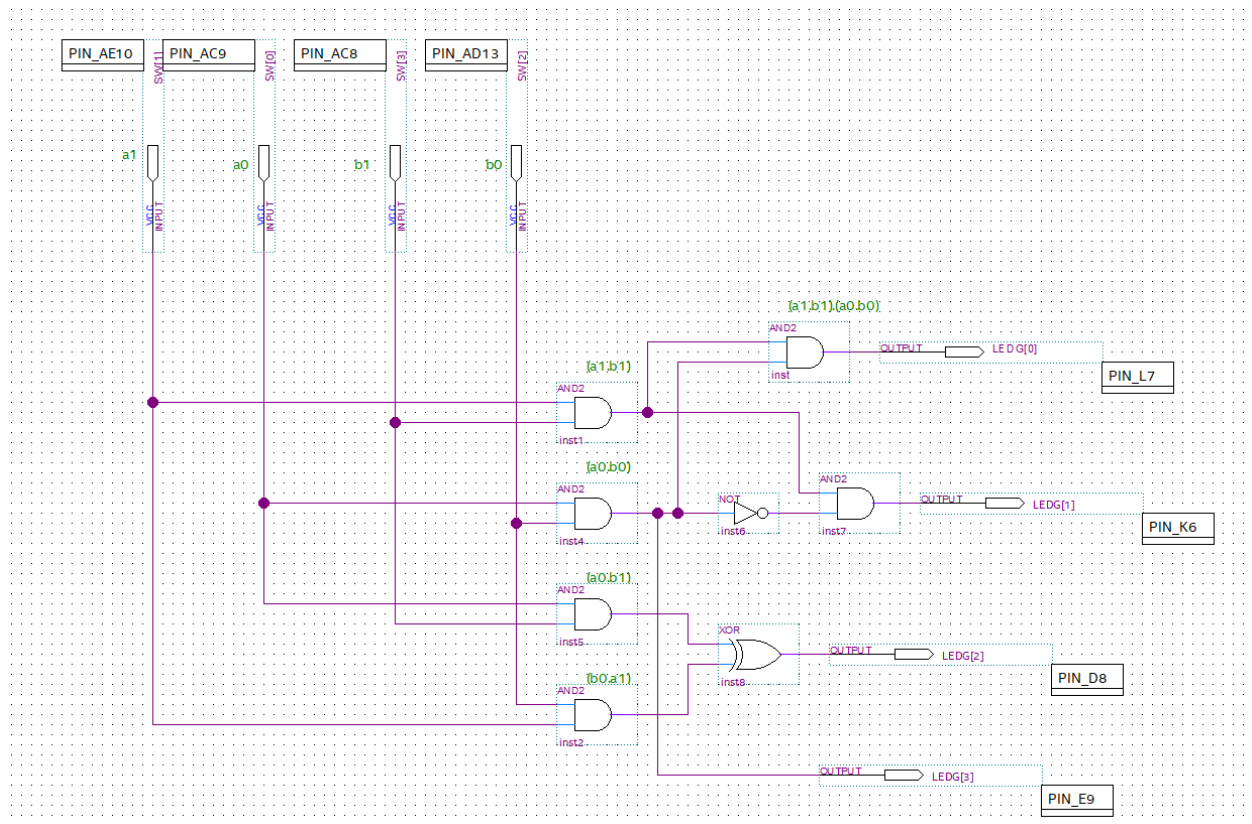 PIN_AE10
SW[1]
PIN_AC9
SW[0]
PIN_AC8
SW[3]
PIN_AD13
SW[2]
a1
a0
b1
b0
VCC
INPUT
VCC
INPUT
VCC
INPUT
VCC
INPUT
(a1.b1).(a0.b0)
AND2
inst
OUTPUT
LEDG[0]
PIN_L7
(a1.b1)
AND2
inst1
(a0.b0)
AND2
inst4
NOT
inst6
AND2
inst7
OUTPUT
LEDG[1]
PIN_K6
(a0.b1)
AND2
inst5
XOR
inst8
OUTPUT
LEDG[2]
PIN_D8
(b0.a1)
AND2
inst2
OUTPUT
LEDG[3]
PIN_E9